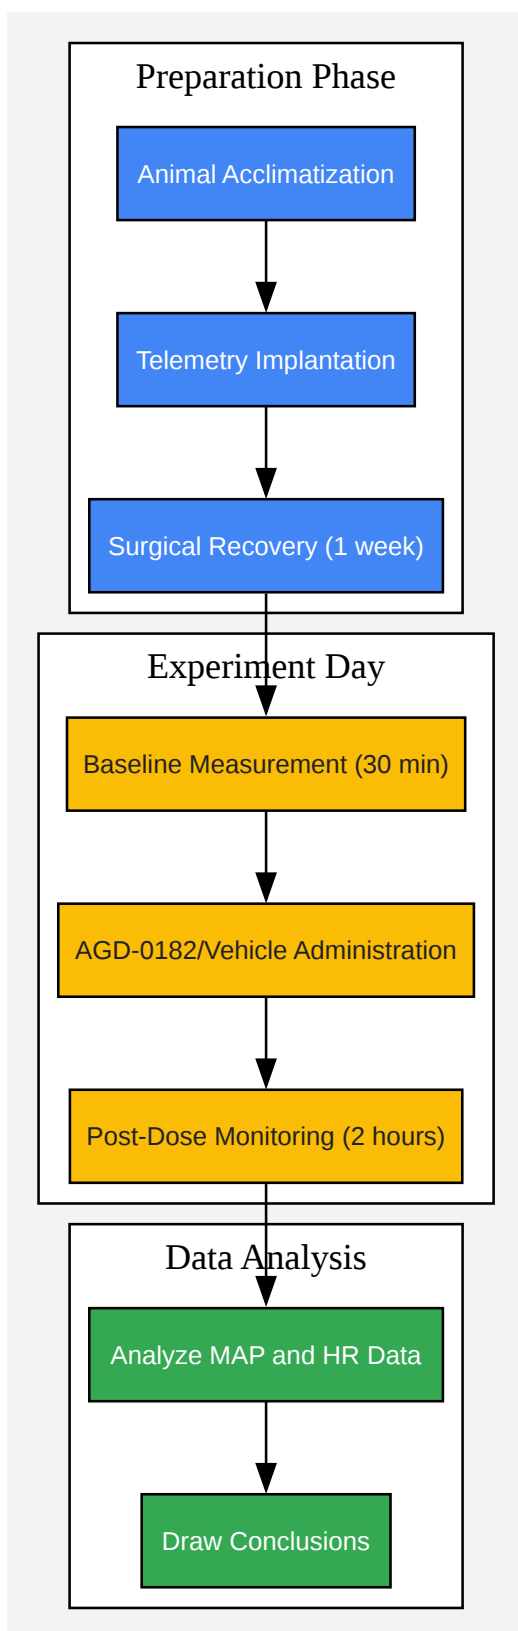 Preparation Phase
Animal Acclimatization
Telemetry Implantation
Surgical Recovery (1 week)
Experiment Day
Baseline Measurement (30 min)
AGD-0182/Vehicle Administration
Post-Dose Monitoring (2 hours)
Data Analysis
Analyze MAP and HR Data
Draw Conclusions